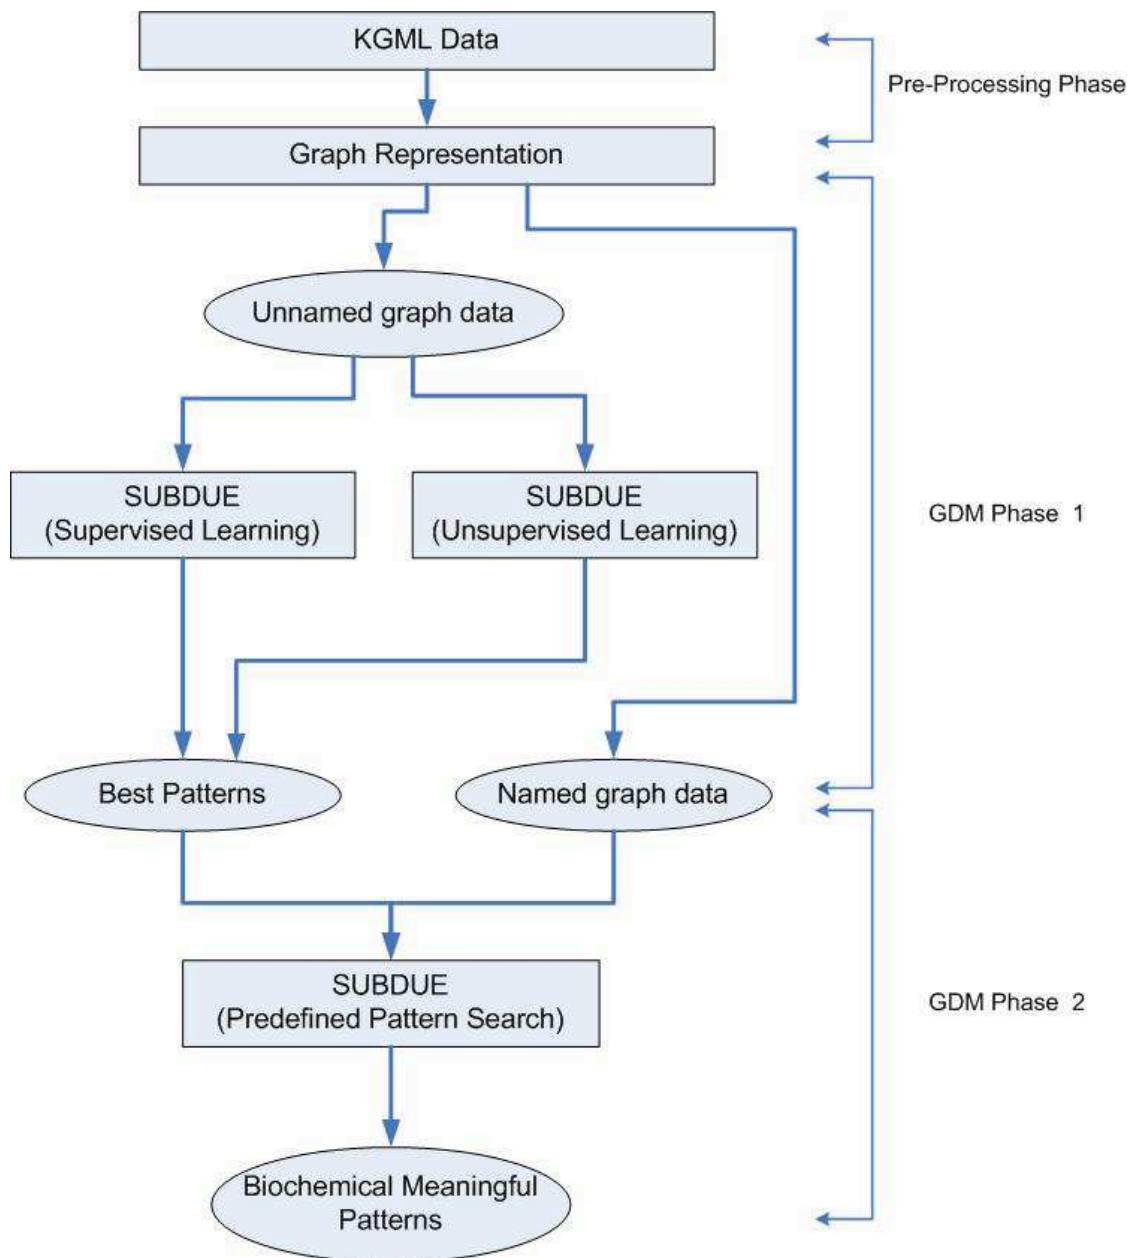 KGML Data
Pre-Processing Phase
Graph Representation
Unnamed graph data
SUBDUE
(Supervised Learning)
SUBDUE
(Unsupervised Learning)
GDM Phase 1
Best Patterns
Named graph data
SUBDUE
(Predefined Pattern Search)
GDM Phase 2
Biochemical Meaningful
Patterns